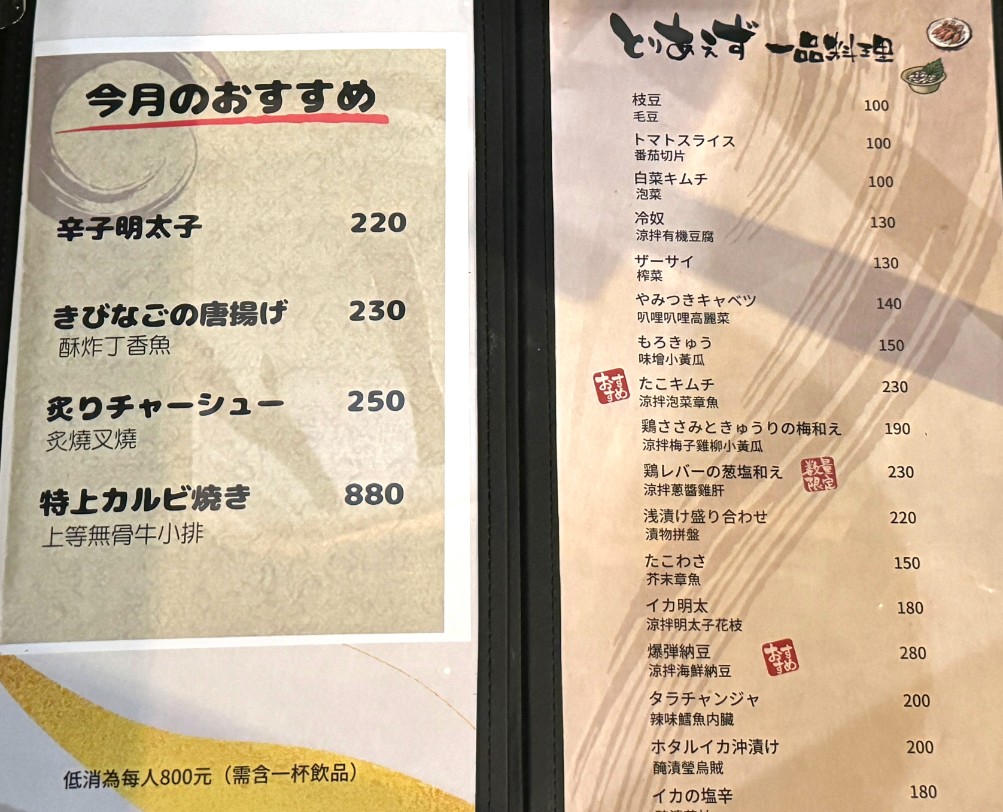 今月のおすすめ
辛子明太子 220
きびなごの唐揚げ 230
酥炸丁香魚
炙りチャーシュー 250
炙燒叉燒
特上カルビ焼き 880
上等無骨牛小排
低消為每人800元（需含一杯飲品）
とりあえず 一品料理
枝豆 100
毛豆
トマトスライス 100
番茄切片
白菜キムチ 100
泡菜
冷奴 130
涼拌有機豆腐
ザーサイ 130
榨菜
やみつきキャベツ 140
叭哩叭哩高麗菜
もろきゅう 150
味增小黃瓜
おすすめ たこキムチ 230
涼拌泡菜章魚
鶏ささみときゅうりの梅和え 190
涼拌梅子雞柳小黃瓜
鶏レバーの葱塩和え 数量限定 230
涼拌蔥醬雞肝
浅漬け盛り合わせ 220
漬物拼盤
たこわさ 150
芥末章魚
イカ明太 180
涼拌明太子花枝
爆弾納豆 おすすめ 280
涼拌海鮮納豆
タラチャンジャ 200
辣味鱈魚内臟
ホタルイカ沖漬け 200
醃漬螢烏賊
イカの塩辛 180